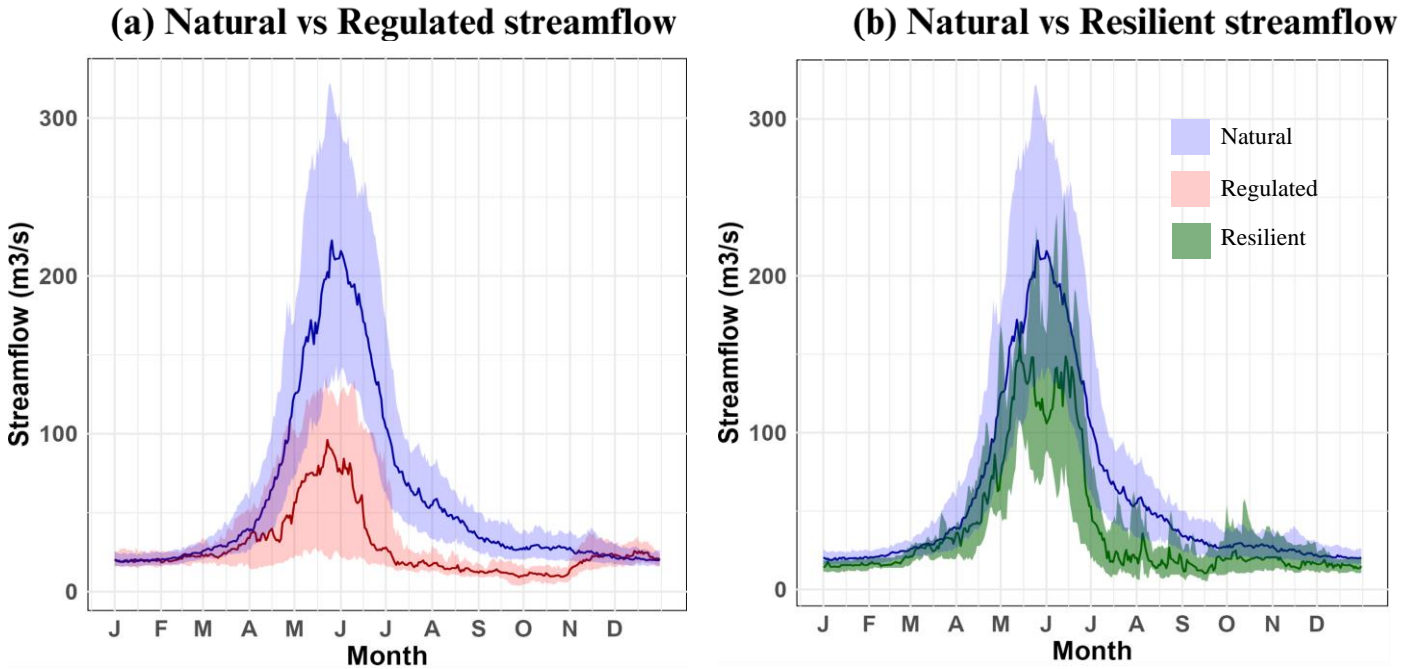 (a) Natural vs Regulated streamflow
300
200
100
0
Streamflow (m3/s)
J F M A M J J A S O N D
Month
(b) Natural vs Resilient streamflow
300
200
100
0
Streamflow (m3/s)
J F M A M J J A S O N D
Month
Natural
Regulated
Resilient